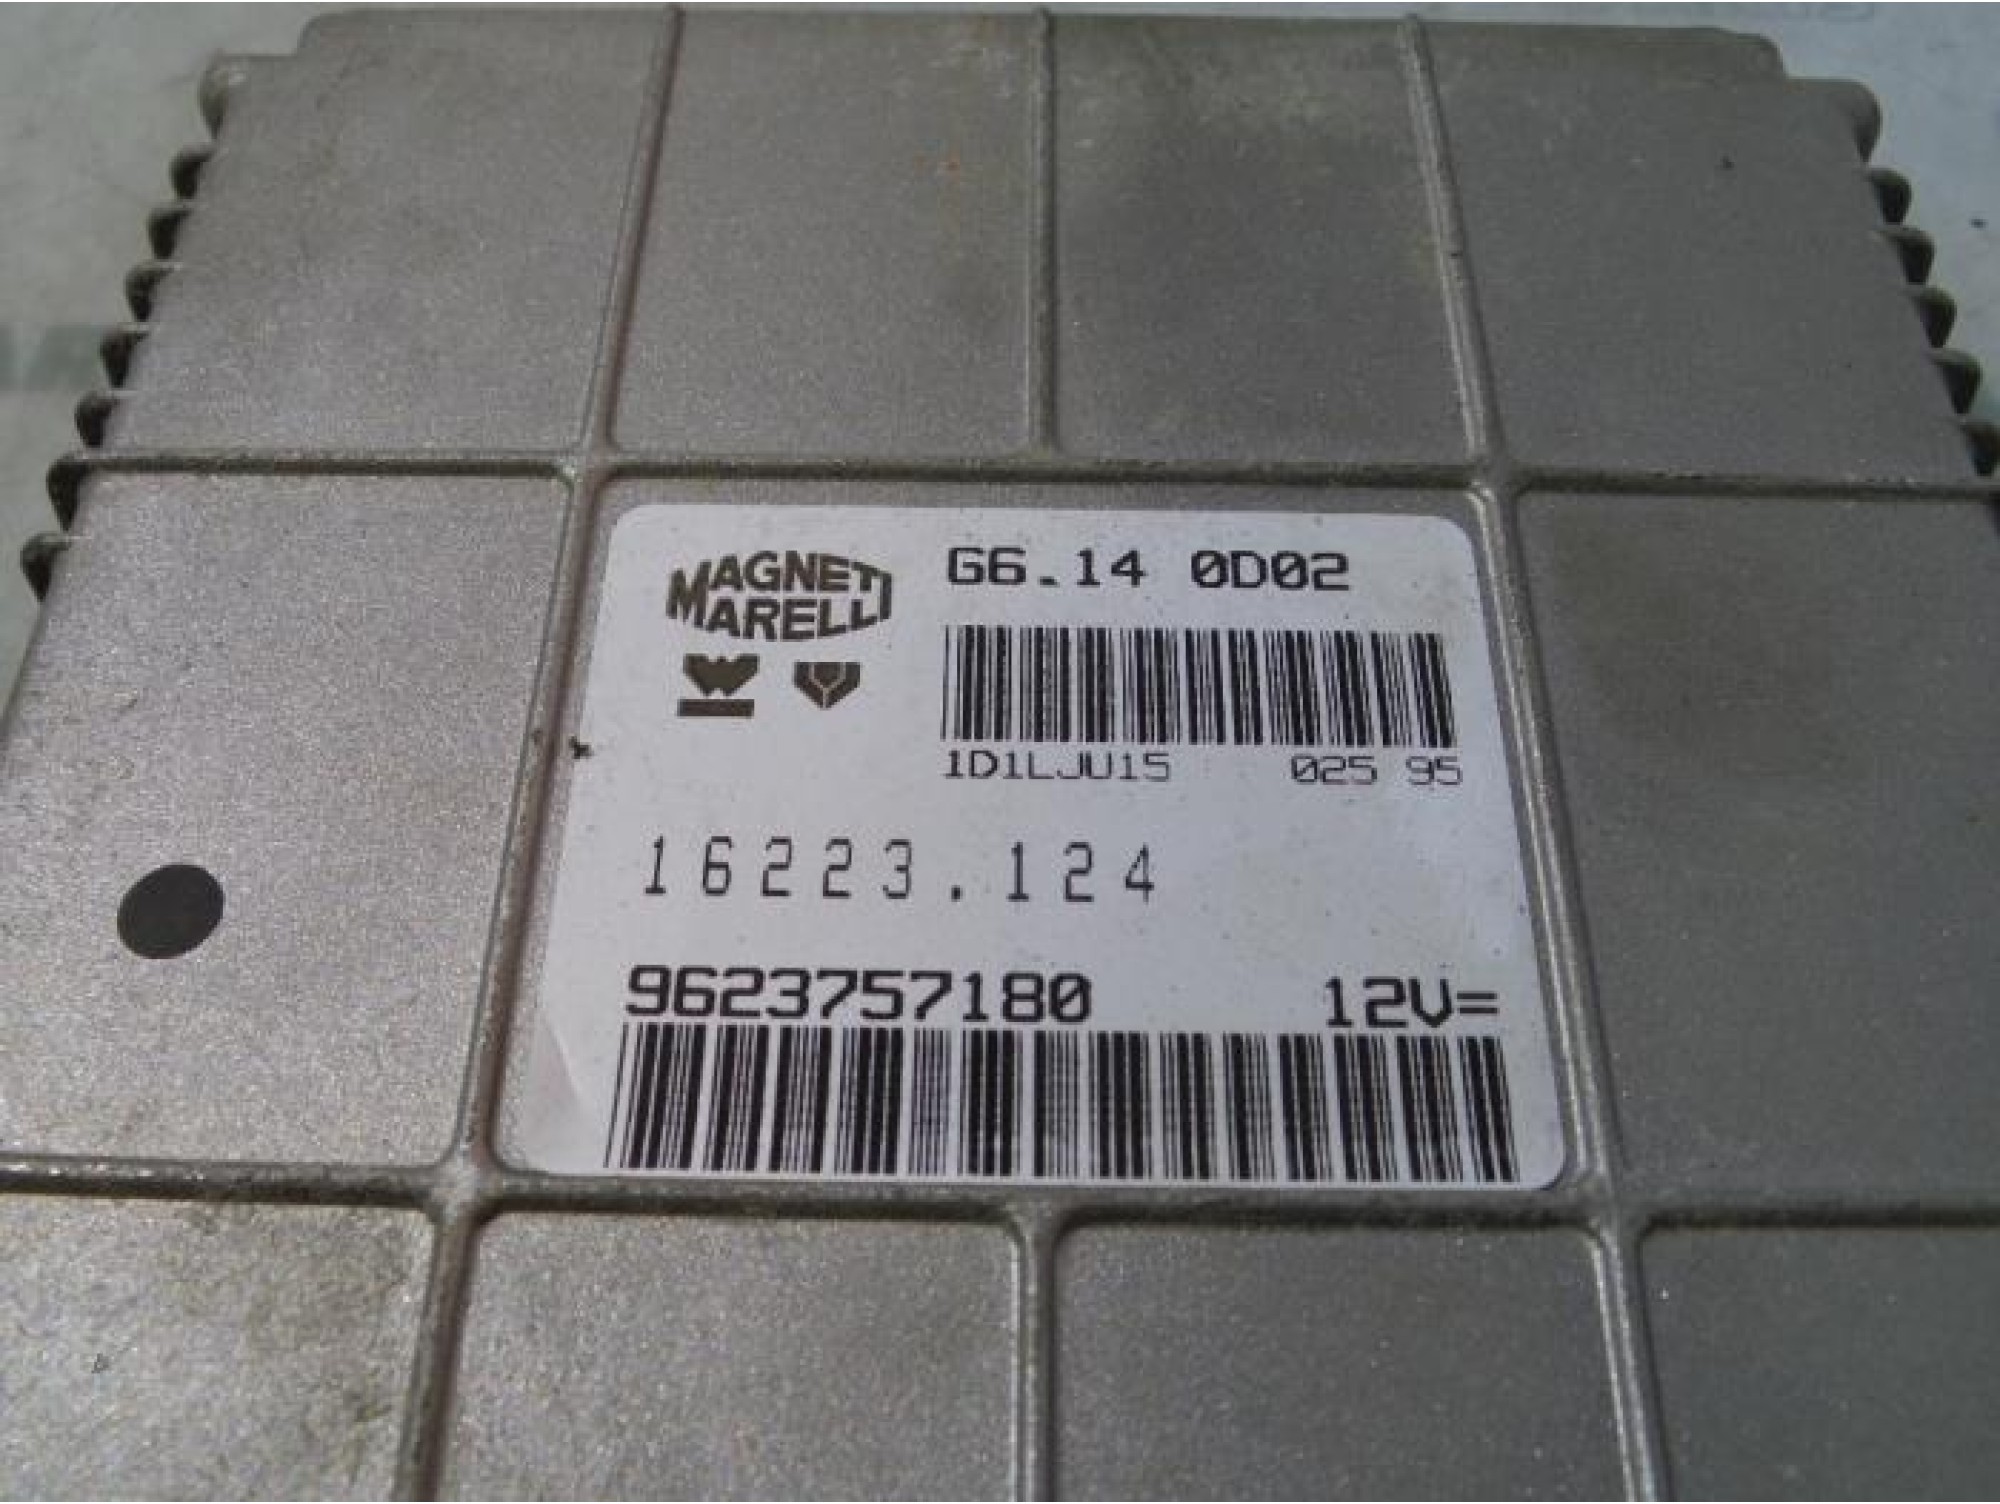 MAGNETI
MARELLI
G6.14 0D02
1D1LJU15 025 95
16223.124
9623757180 12V=